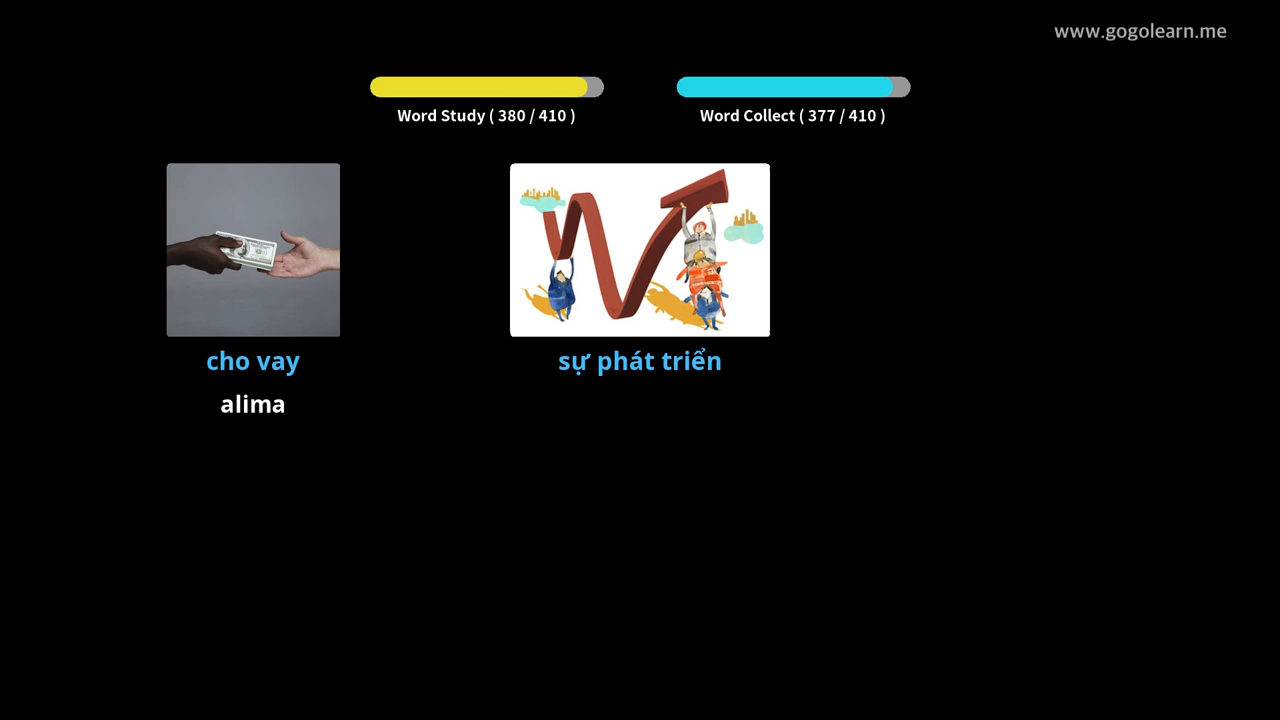 www.gogolearn.me
Word Study ( 380 / 410 )
Word Collect ( 377 / 410 )
cho vay
sự phát triển
alima